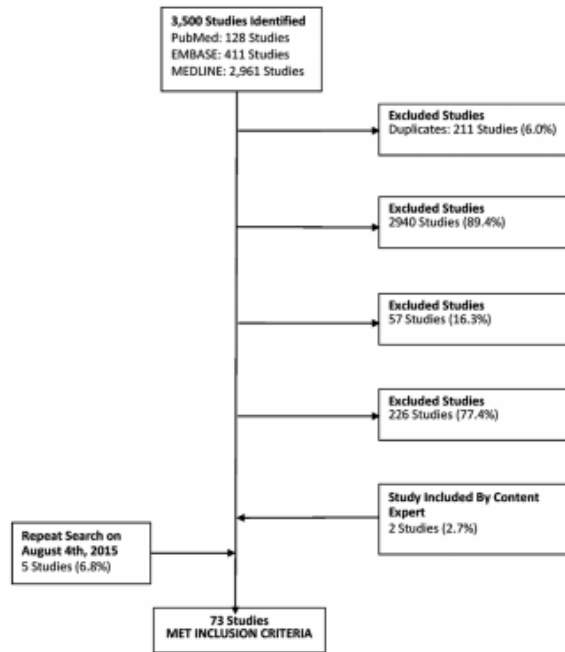 3,500 Studies Identified
PubMed: 128 Studies
EMBASE: 411 Studies
MEDLINE: 2,961 Studies
Excluded Studies
Duplicates: 211 Studies (6.0%)
Excluded Studies
2940 Studies (89.4%)
Excluded Studies
57 Studies (16.3%)
Excluded Studies
226 Studies (77.4%)
Study Included By Content
Expert
2 Studies (2.7%)
Repeat Search on
August 4th, 2015
5 Studies (6.8%)
73 Studies
MET INCLUSION CRITERIA